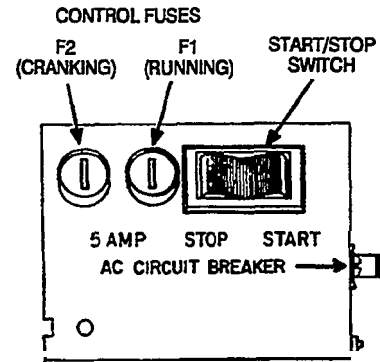 CONTROL FUSES
F2
(CRANKING)
F1
(RUNNING)
START/STOP
SWITCH
5 AMP STOP START
AC CIRCUIT BREAKER